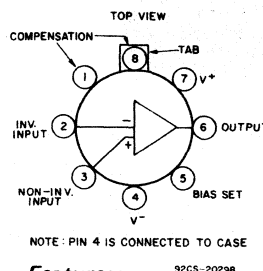 TOP VIEW
COMPENSATION
TAB
8
1
7
V+
INV.
INPUT
2
−
+
6
OUTPUT
3
NON-INV.
INPUT
4
V−
5
BIAS SET
NOTE: PIN 4 IS CONNECTED TO CASE
92CS-20298